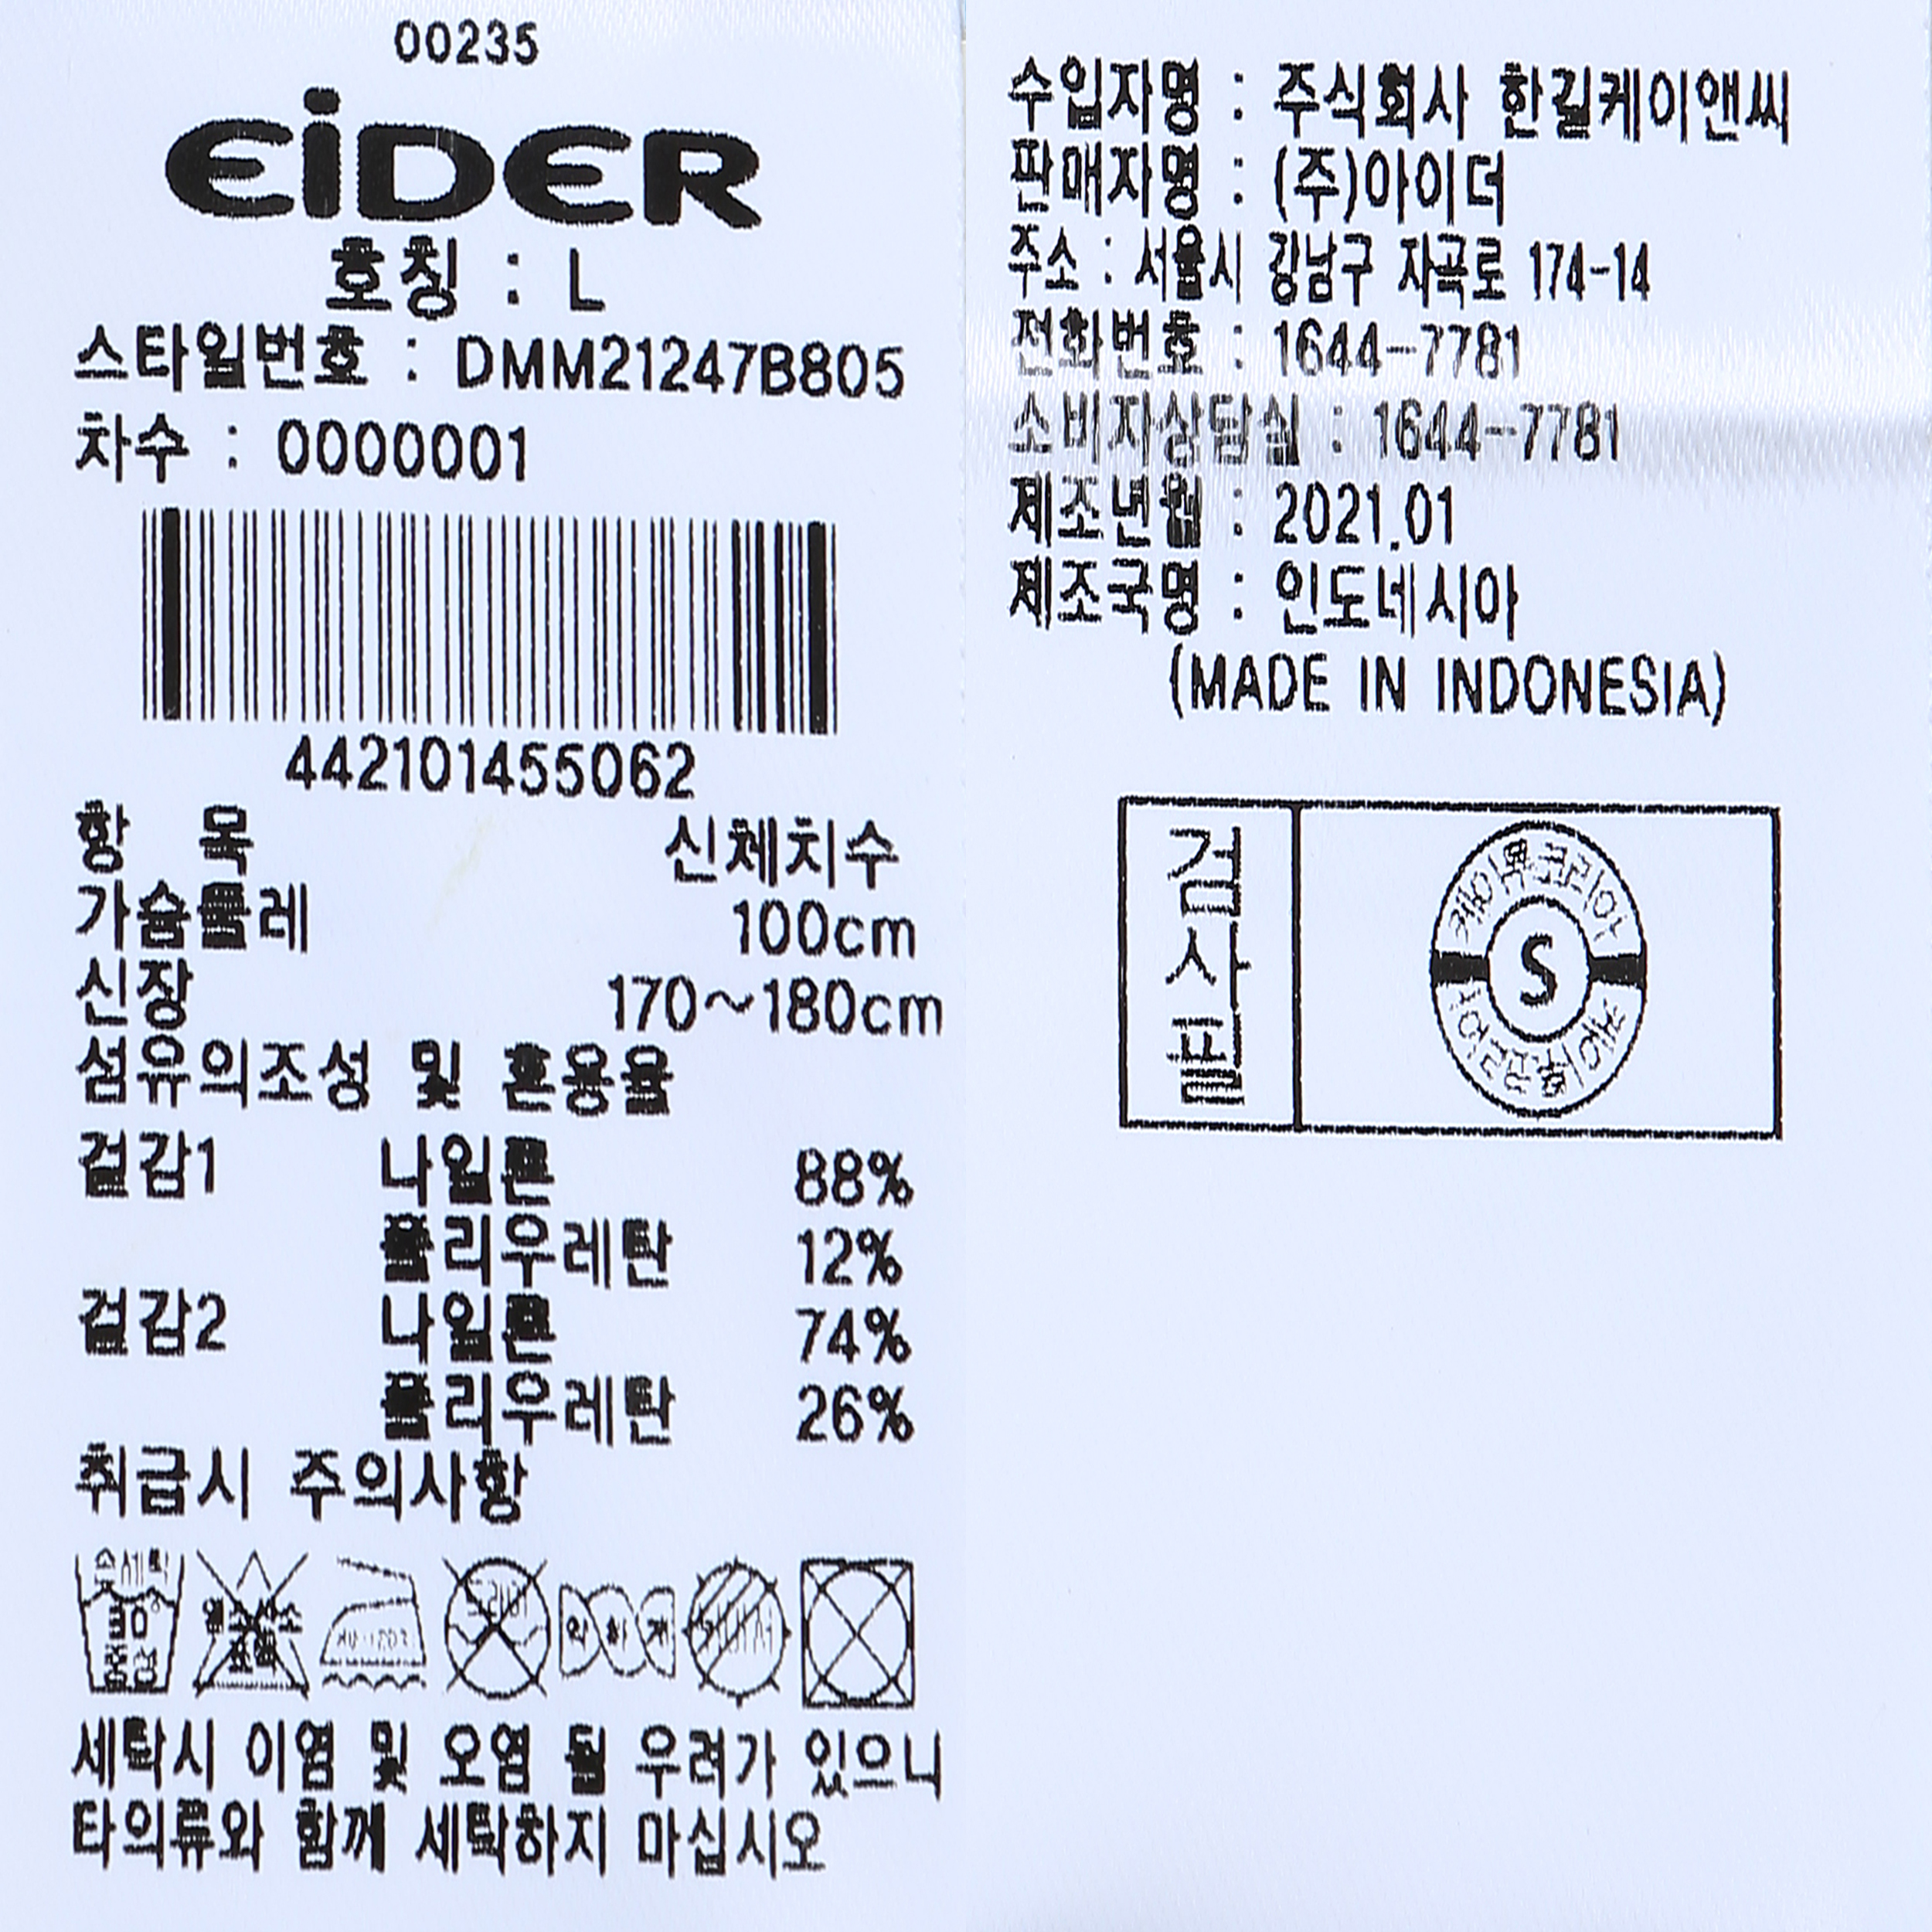 00235
EiDER
호칭 : L
스타일번호 : DMM21247B805
차수 : 0000001
442101455062
항 목 신체치수
가슴둘레 100cm
신장 170~180cm
섬유의조성 및 혼용율
겉감1 나일론 88%
폴리우레탄 12%
겉감2 나일론 74%
폴리우레탄 26%
취급시 주의사항
손세탁
30°
중성
약하게
세탁시 이염 및 오염 될 우려가 있으니
타의류와 함께 세탁하지 마십시오
수입자명 : 주식회사 한길케이앤씨
판매자명 : (주)아이더
주소 : 서울시 강남구 자곡로 174-14
전화번호 : 1644-7781
소비자상담실 : 1644-7781
제조년월 : 2021.01
제조국명 : 인도네시아
(MADE IN INDONESIA)
검사필
S